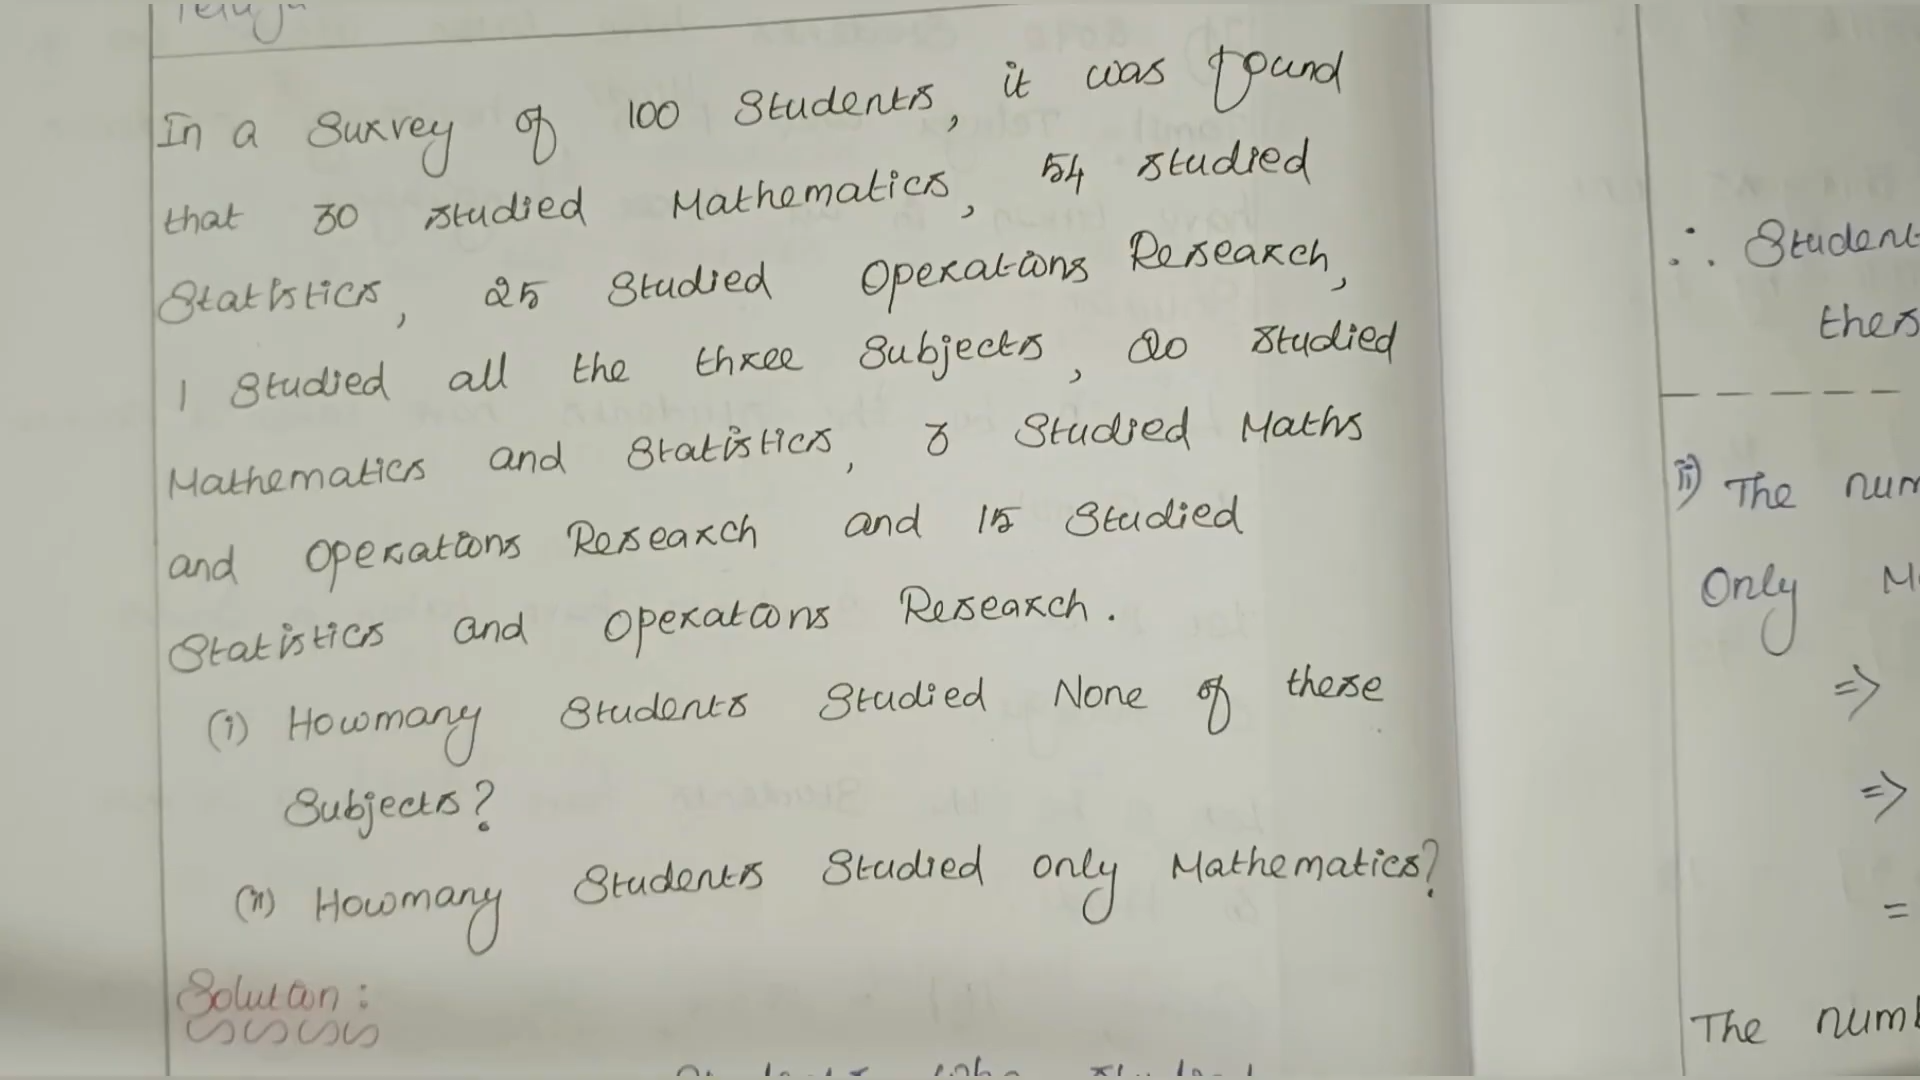 Telugu
In a Survey of 100 Students, it was found
that 30 studied Mathematics, 54 studied
Statistics, 25 Studied Operations Research,
1 Studied all the three Subjects, 20 studied
Mathematics and Statistics, 3 Studied Maths
and Operations Research and 15 Studied
Statistics and Operations Research.
(i) Howmany Students Studied None of these
Subjects?
(ii) Howmany Students Studied only Mathematics?
Solution:
∴ Student
thes
ii) The num
Only M
=>
=>
=
The numb